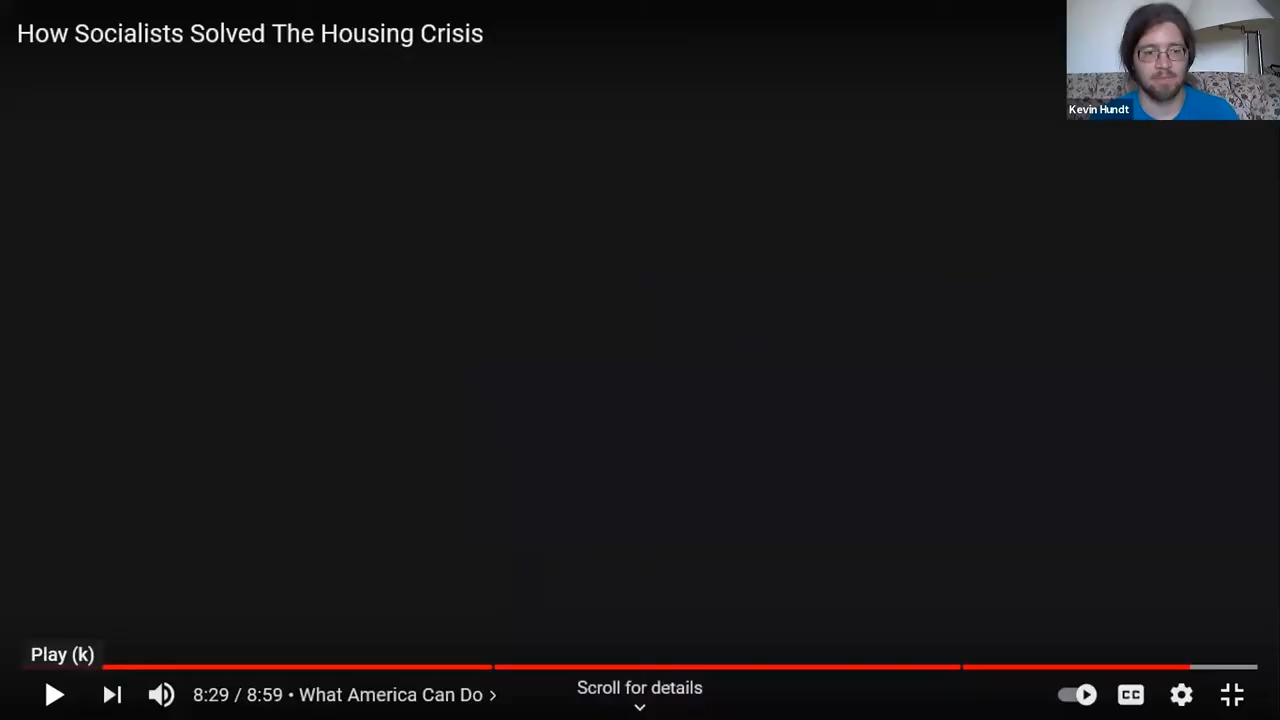 How Socialists Solved The Housing Crisis
Kevin Hundt
Play (k)
8:29 / 8:59 • What America Can Do ›
Scroll for details
CC